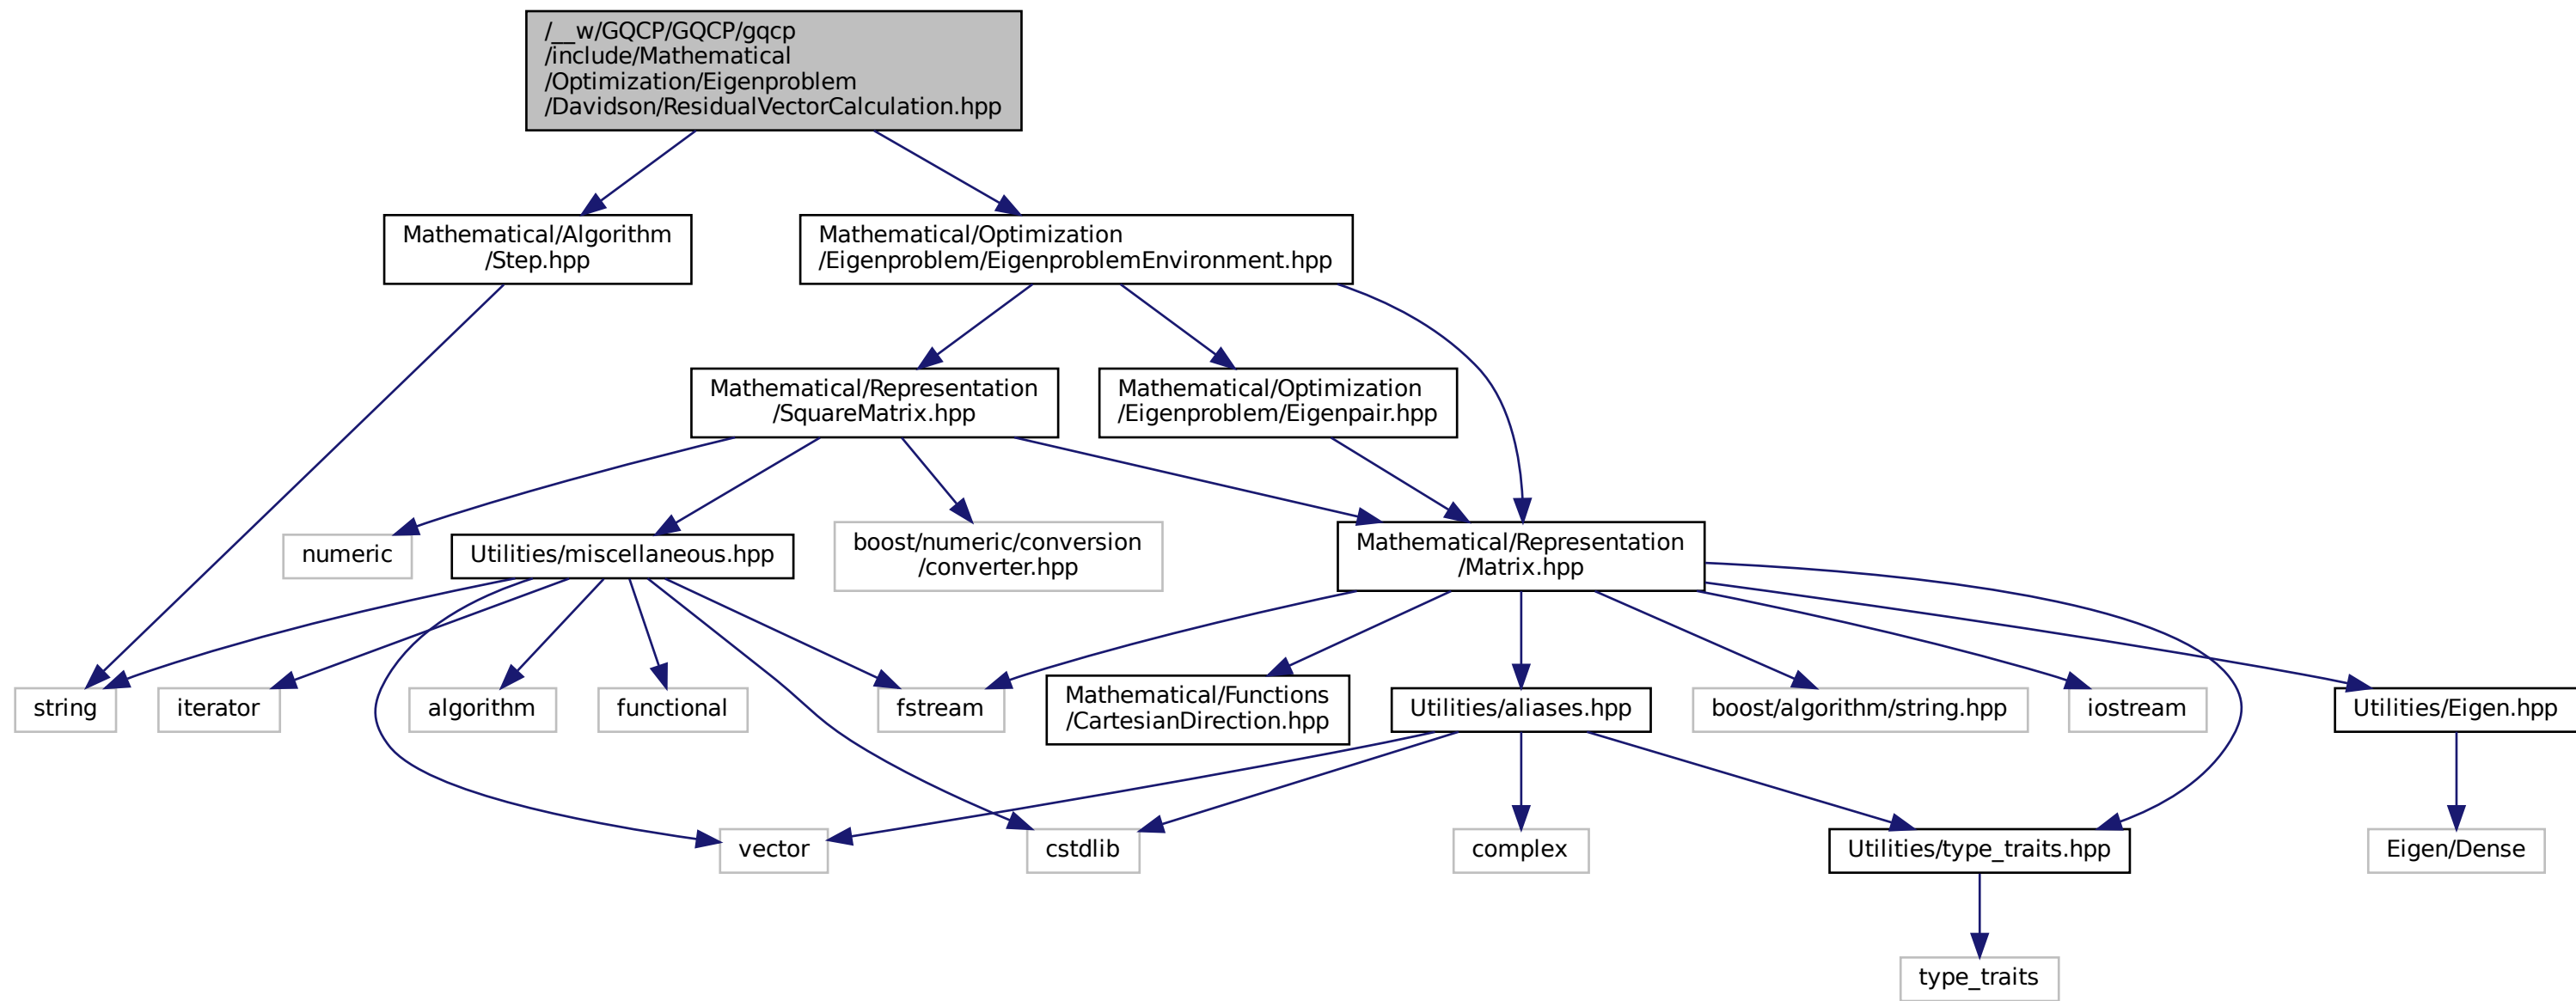 /__w/GQCP/GQCP/gqcp
/include/Mathematical
/Optimization/Eigenproblem
/Davidson/ResidualVectorCalculation.hpp
Mathematical/Algorithm
/Step.hpp
Mathematical/Optimization
/Eigenproblem/EigenproblemEnvironment.hpp
Mathematical/Representation
/SquareMatrix.hpp
Mathematical/Optimization
/Eigenproblem/Eigenpair.hpp
numeric
Utilities/miscellaneous.hpp
boost/numeric/conversion
/converter.hpp
Mathematical/Representation
/Matrix.hpp
string
iterator
algorithm
functional
fstream
Mathematical/Functions
/CartesianDirection.hpp
Utilities/aliases.hpp
boost/algorithm/string.hpp
iostream
Utilities/Eigen.hpp
vector
cstdlib
complex
Utilities/type_traits.hpp
Eigen/Dense
type_traits